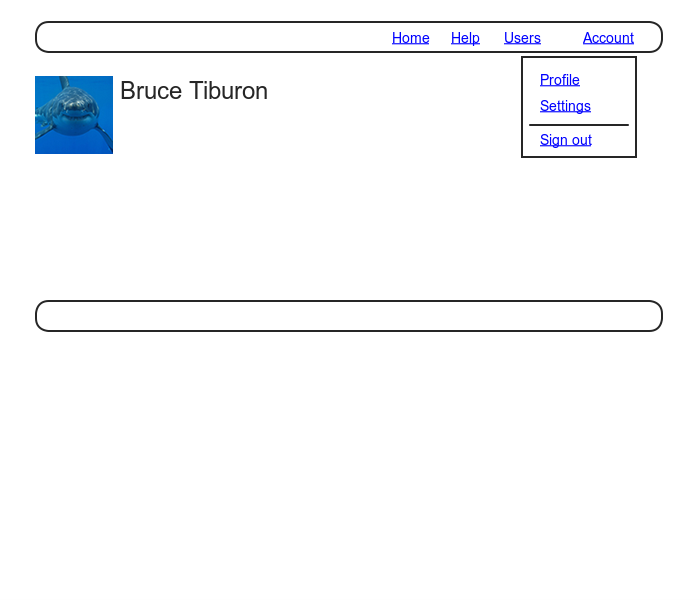 Home Help Users Account
Bruce Tiburon
Profile
Settings
Sign out